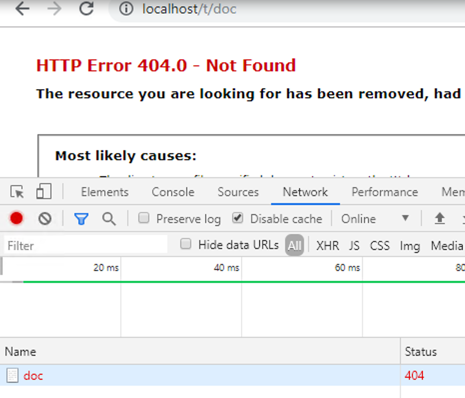 localhost/t/doc
HTTP Error 404.0 - Not Found
The resource you are looking for has been removed, had
Most likely causes:
Elements Console Sources Network Performance Mem
Preserve log Disable cache Online
Filter Hide data URLs All XHR JS CSS Img Media
20 ms 40 ms 60 ms 80
Name Status
doc 404